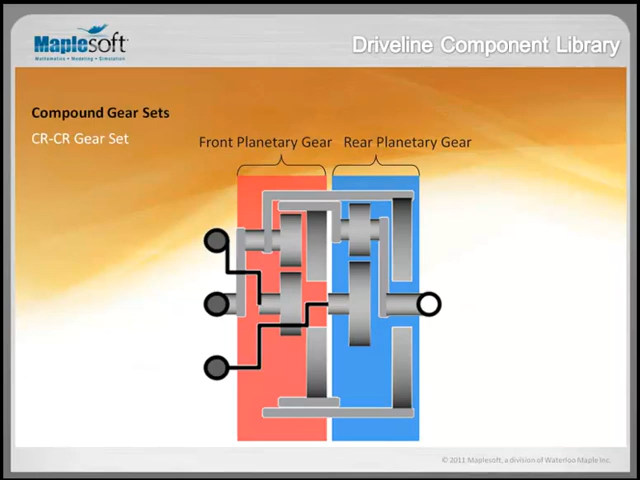 Maplesoft
Mathematics • Modeling • Simulation
Driveline Component Library
Compound Gear Sets
CR-CR Gear Set
Front Planetary Gear
Rear Planetary Gear
© 2011 Maplesoft, a division of Waterloo Maple Inc.